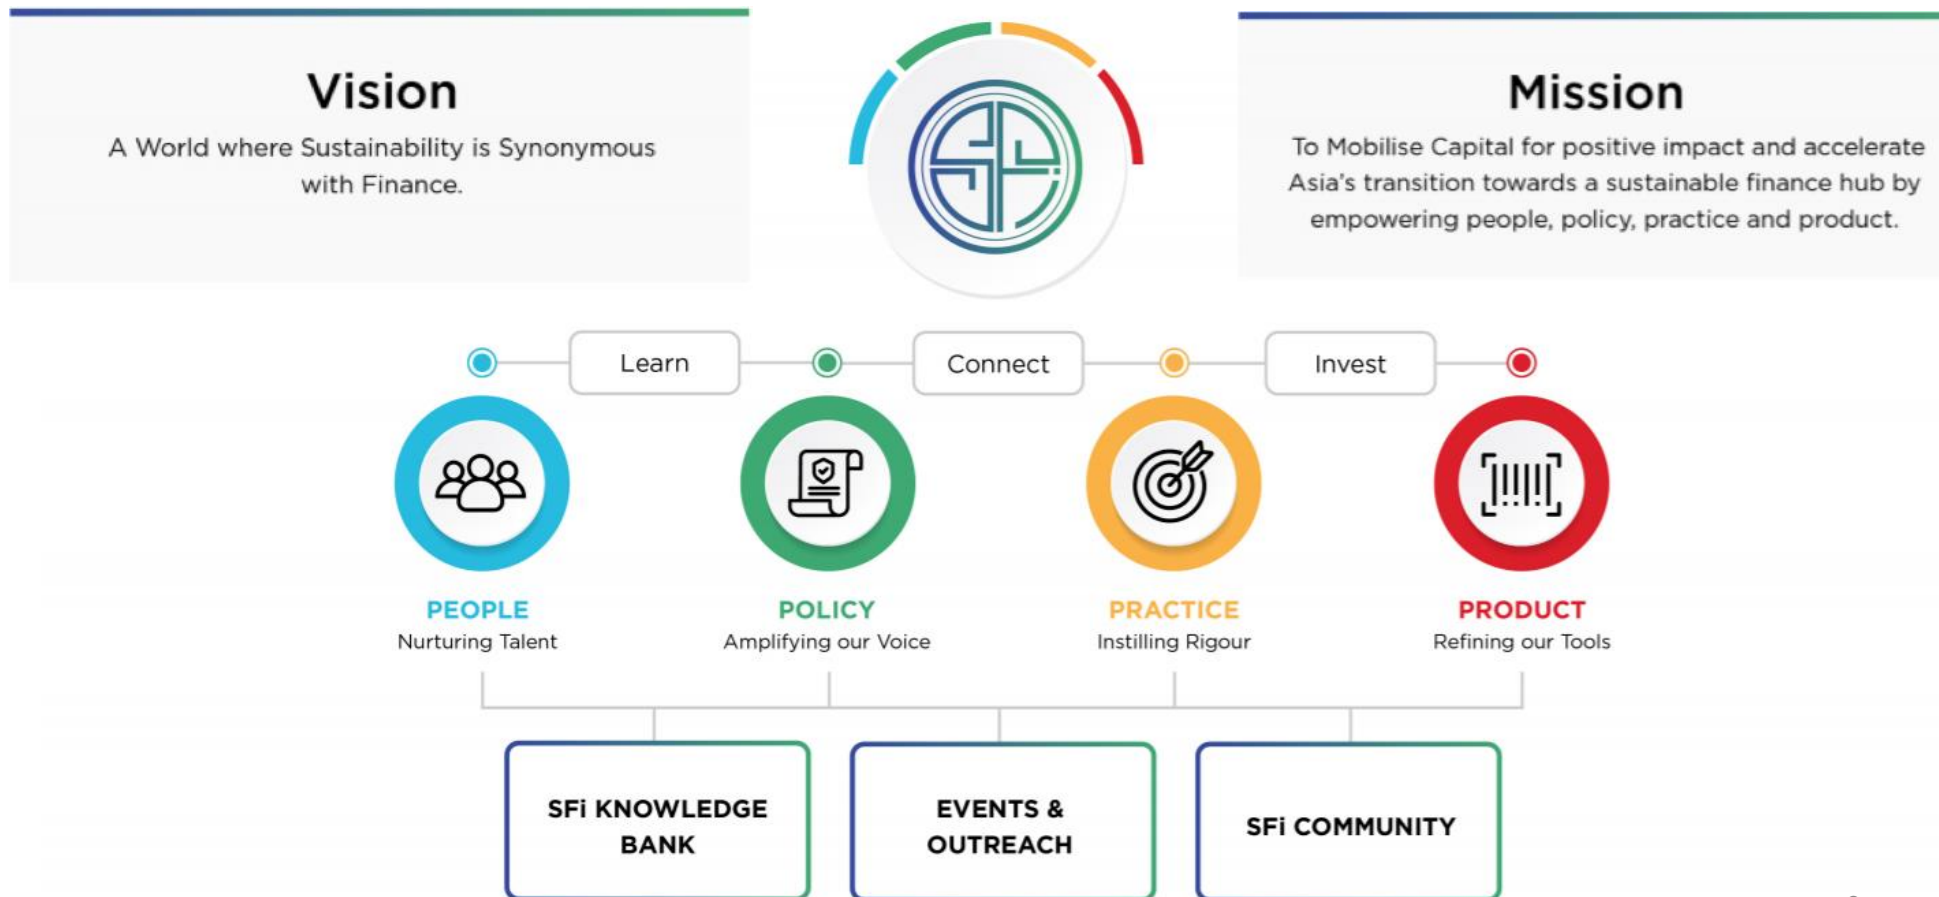 Vision
A World where Sustainability is Synonymous
with Finance.
Mission
To Mobilise Capital for positive impact and accelerate
Asia's transition towards a sustainable finance hub by
empowering people, policy, practice and product.
Learn
Connect
Invest
PEOPLE
Nurturing Talent
POLICY
Amplifying our Voice
PRACTICE
Instilling Rigour
PRODUCT
Refining our Tools
SFi KNOWLEDGE
BANK
EVENTS &
OUTREACH
SFi COMMUNITY